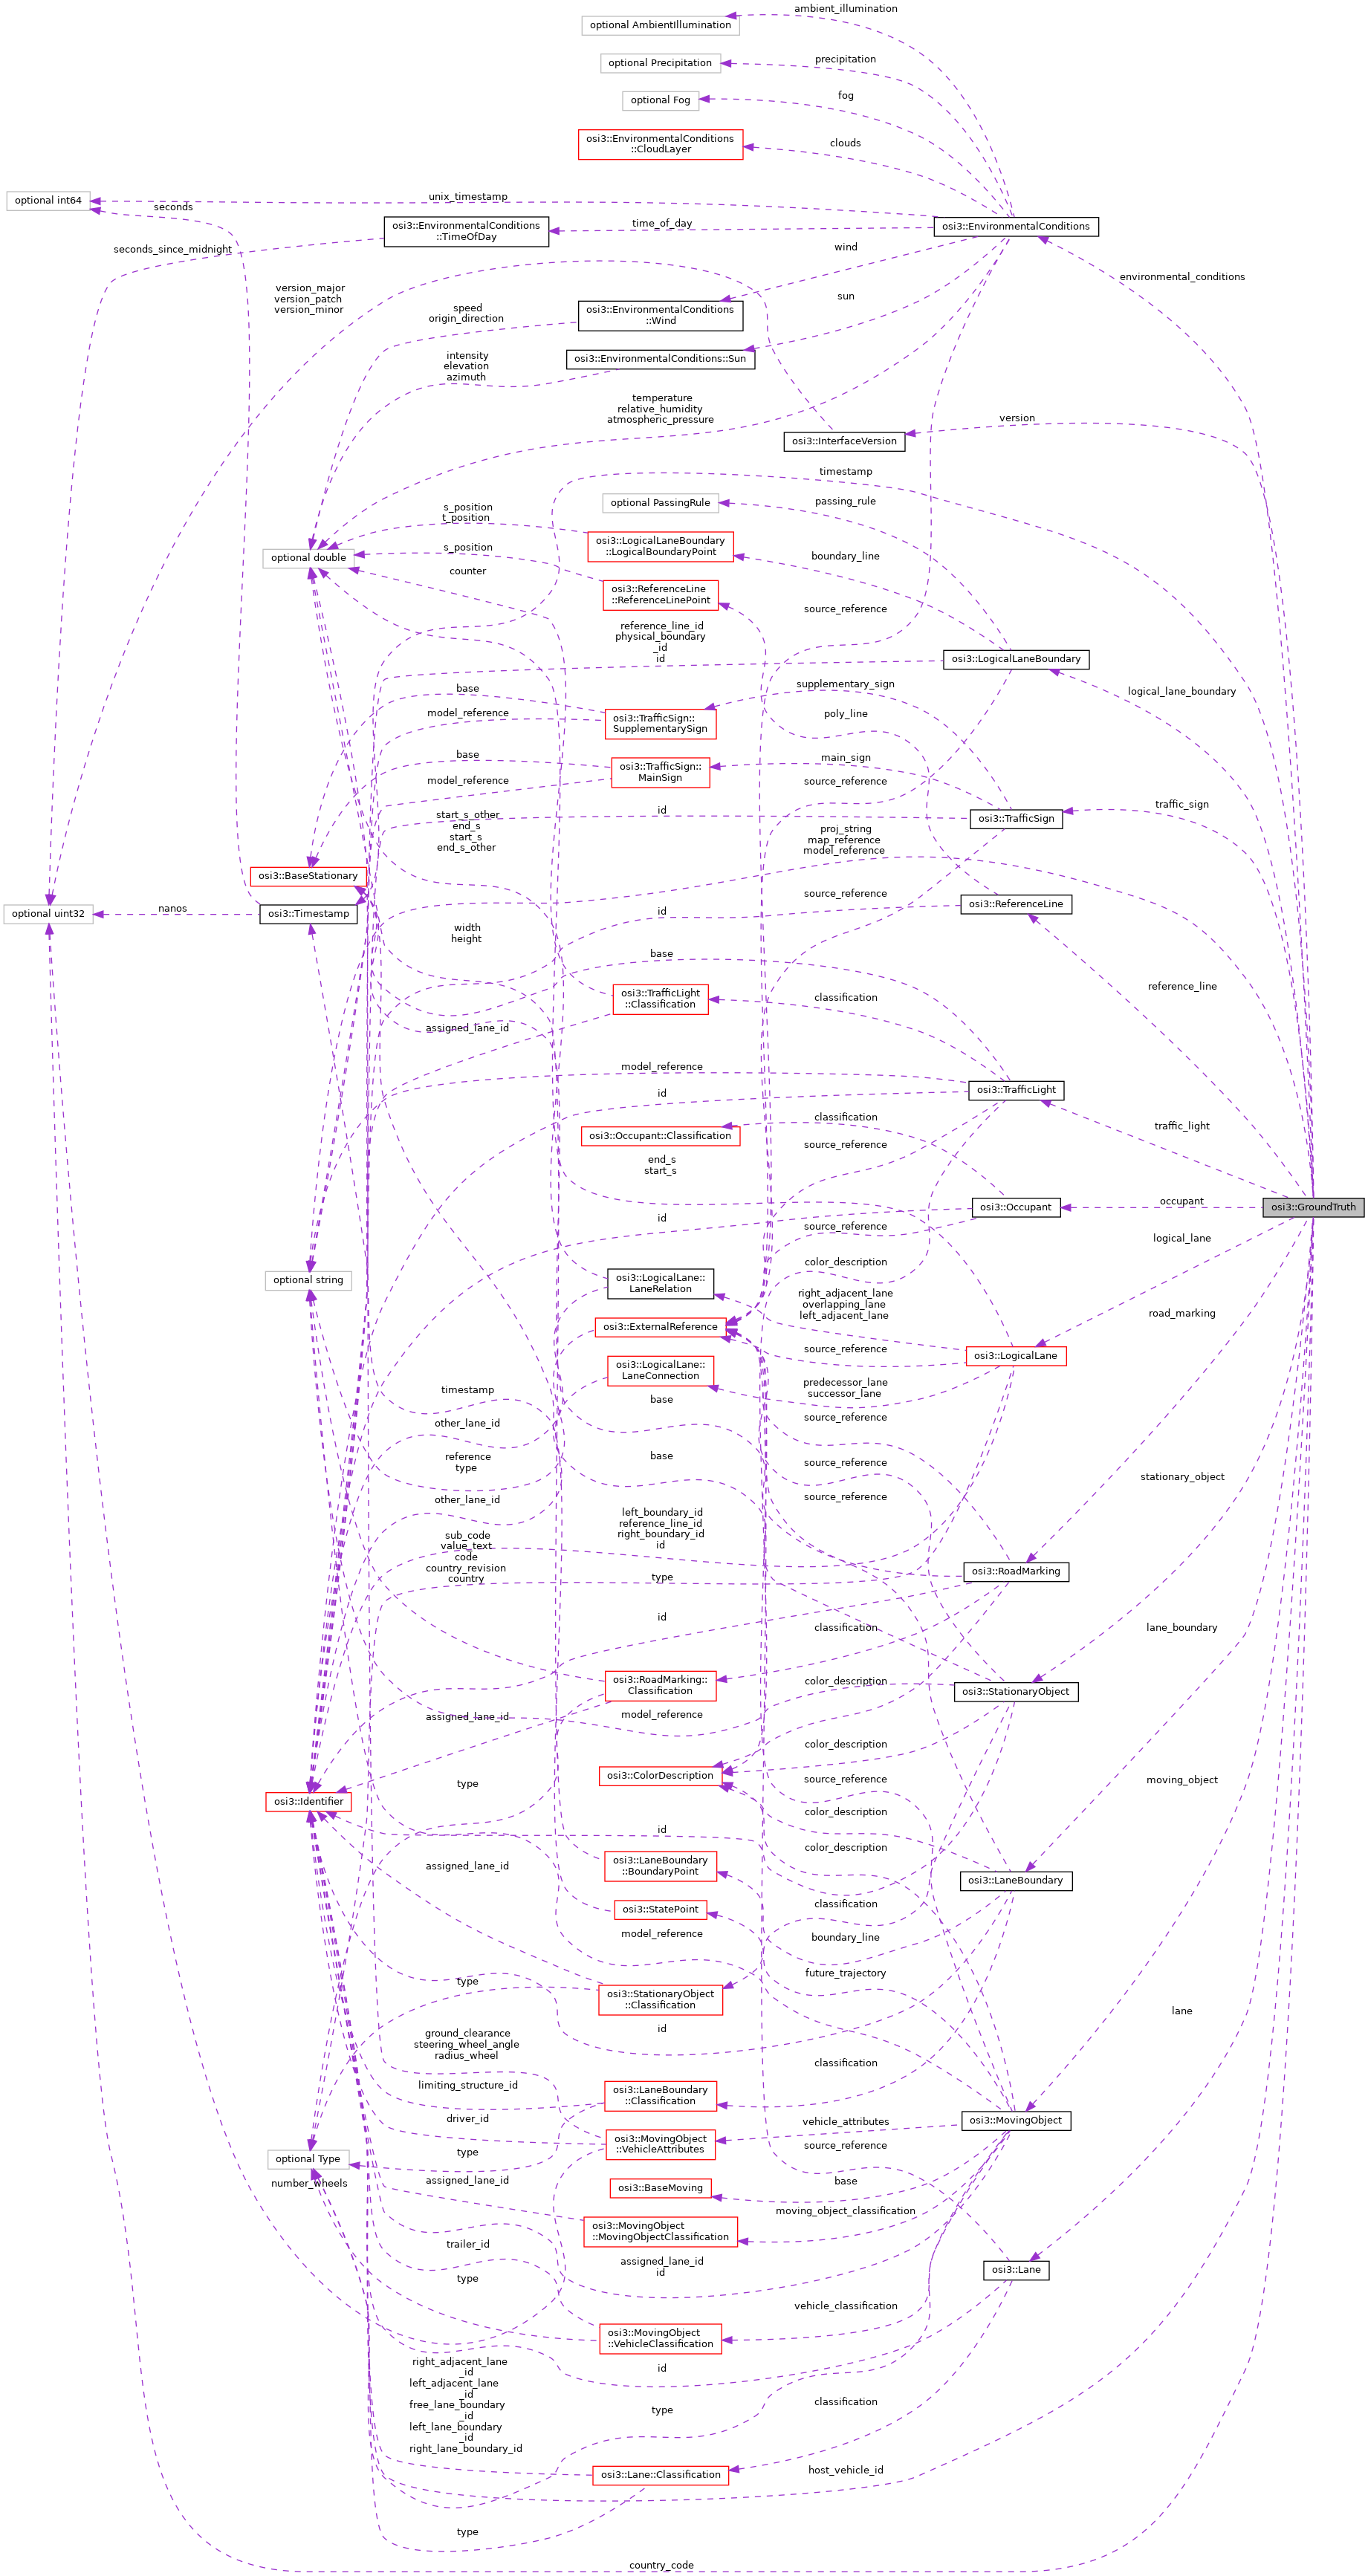 ambient_illumination
optional AmbientIllumination
precipitation
optional Precipitation
fog
optional Fog
clouds
osi3::EnvironmentalConditions
::CloudLayer
unix_timestamp
optional int64
seconds
time_of_day
osi3::EnvironmentalConditions
::TimeOfDay
osi3::EnvironmentalConditions
seconds_since_midnight
wind
environmental_conditions
version_major
version_patch
version_minor
sun
speed
origin_direction
osi3::EnvironmentalConditions
::Wind
intensity
elevation
azimuth
osi3::EnvironmentalConditions::Sun
temperature
relative_humidity
atmospheric_pressure
version
osi3::InterfaceVersion
timestamp
optional PassingRule
passing_rule
s_position
t_position
osi3::LogicalLaneBoundary
::LogicalBoundaryPoint
optional double
s_position
boundary_line
counter
osi3::ReferenceLine
::ReferenceLinePoint
source_reference
reference_line_id
physical_boundary
_id
id
osi3::LogicalLaneBoundary
base
supplementary_sign
logical_lane_boundary
model_reference
osi3::TrafficSign::
SupplementarySign
poly_line
base
main_sign
osi3::TrafficSign::
MainSign
model_reference
source_reference
traffic_sign
id
osi3::TrafficSign
start_s_other
end_s
start_s
end_s_other
proj_string
map_reference
model_reference
osi3::BaseStationary
source_reference
nanos
optional uint32
osi3::Timestamp
id
osi3::ReferenceLine
width
height
base
reference_line
osi3::TrafficLight
::Classification
classification
assigned_lane_id
model_reference
osi3::TrafficLight
id
classification
traffic_light
osi3::Occupant::Classification
source_reference
end_s
start_s
occupant
osi3::Occupant
osi3::GroundTruth
id
source_reference
logical_lane
color_description
optional string
osi3::LogicalLane::
LaneRelation
right_adjacent_lane
overlapping_lane
left_adjacent_lane
road_marking
osi3::ExternalReference
source_reference
osi3::LogicalLane
osi3::LogicalLane::
LaneConnection
timestamp
predecessor_lane
successor_lane
base
other_lane_id
source_reference
reference
type
base
source_reference
stationary_object
other_lane_id
source_reference
left_boundary_id
reference_line_id
right_boundary_id
id
sub_code
value_text
code
country_revision
country
type
osi3::RoadMarking
id
classification
lane_boundary
osi3::RoadMarking::
Classification
color_description
osi3::StationaryObject
assigned_lane_id
model_reference
color_description
osi3::ColorDescription
type
source_reference
moving_object
osi3::Identifier
color_description
id
color_description
assigned_lane_id
osi3::LaneBoundary
::BoundaryPoint
osi3::LaneBoundary
classification
osi3::StatePoint
model_reference
boundary_line
future_trajectory
type
osi3::StationaryObject
::Classification
lane
id
ground_clearance
steering_wheel_angle
radius_wheel
classification
limiting_structure_id
osi3::LaneBoundary
::Classification
driver_id
vehicle_attributes
osi3::MovingObject
osi3::MovingObject
::VehicleAttributes
type
source_reference
optional Type
assigned_lane_id
number_wheels
osi3::BaseMoving
base
moving_object_classification
osi3::MovingObject
::MovingObjectClassification
trailer_id
assigned_lane_id
id
osi3::Lane
type
vehicle_classification
osi3::MovingObject
::VehicleClassification
right_adjacent_lane
_id
left_adjacent_lane
_id
free_lane_boundary
_id
left_lane_boundary
_id
right_lane_boundary_id
id
classification
type
osi3::Lane::Classification
host_vehicle_id
type
country_code